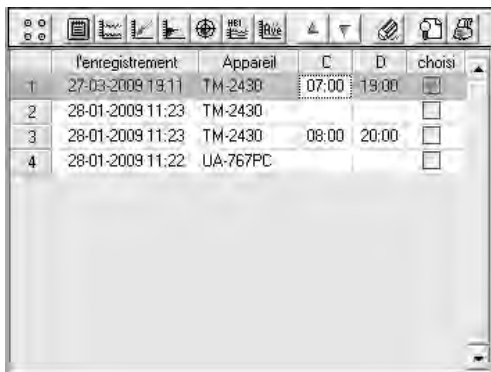 HBI Ave
l'enregistrement Appareil C D choisi
1 27-03-2009 19:11 TM-2430 07:00 19:00
2 28-01-2009 11:23 TM-2430
3 28-01-2009 11:23 TM-2430 08:00 20:00
4 28-01-2009 11:22 UA-767PC